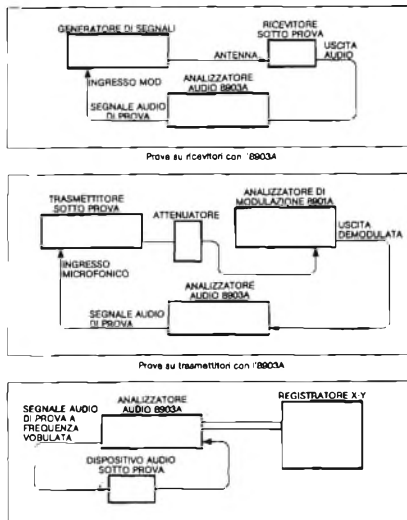 GENERATORE DI SEGNALI
RICEVITORE
SOTTO PROVA
ANTENNA
USCITA
AUDIO
INGRESSO MOD
ANALIZZATORE
AUDIO 8903A
SEGNALE AUDIO
DI PROVA
Prove su ricevitori con l'8903A
TRASMETTITORE
SOTTO PROVA
ATTENUATORE
ANALIZZATORE DI
MODULAZIONE 8901A
USCITA
DEMODULATA
INGRESSO
MICROFONICO
ANALIZZATORE
AUDIO 8903A
SEGNALE AUDIO
DI PROVA
Prove su trasmettitori con l'8903A
SEGNALE AUDIO
DI PROVA A
FREQUENZA
VOBULATA
ANALIZZATORE
AUDIO 8903A
REGISTRATORE X-Y
DISPOSITIVO AUDIO
SOTTO PROVA